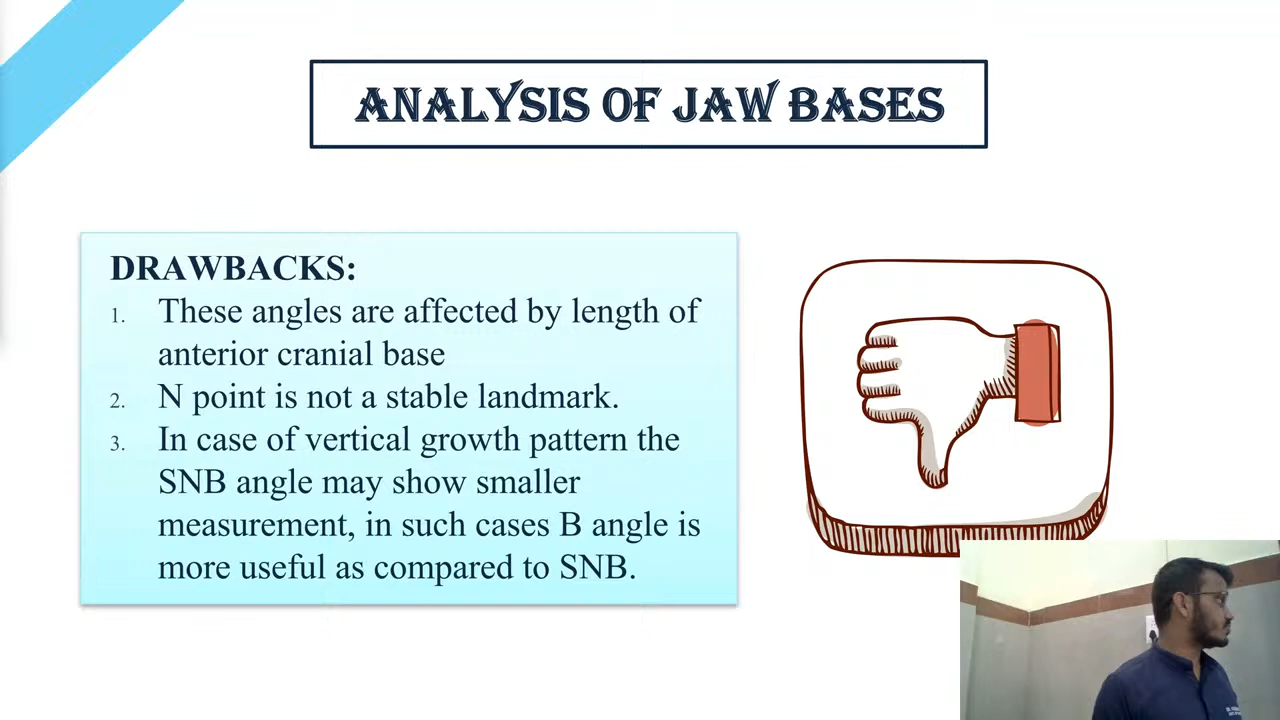 ANALYSIS OF JAW BASES
DRAWBACKS:
1. These angles are affected by length of
anterior cranial base
2. N point is not a stable landmark.
3. In case of vertical growth pattern the
SNB angle may show smaller
measurement, in such cases B angle is
more useful as compared to SNB.